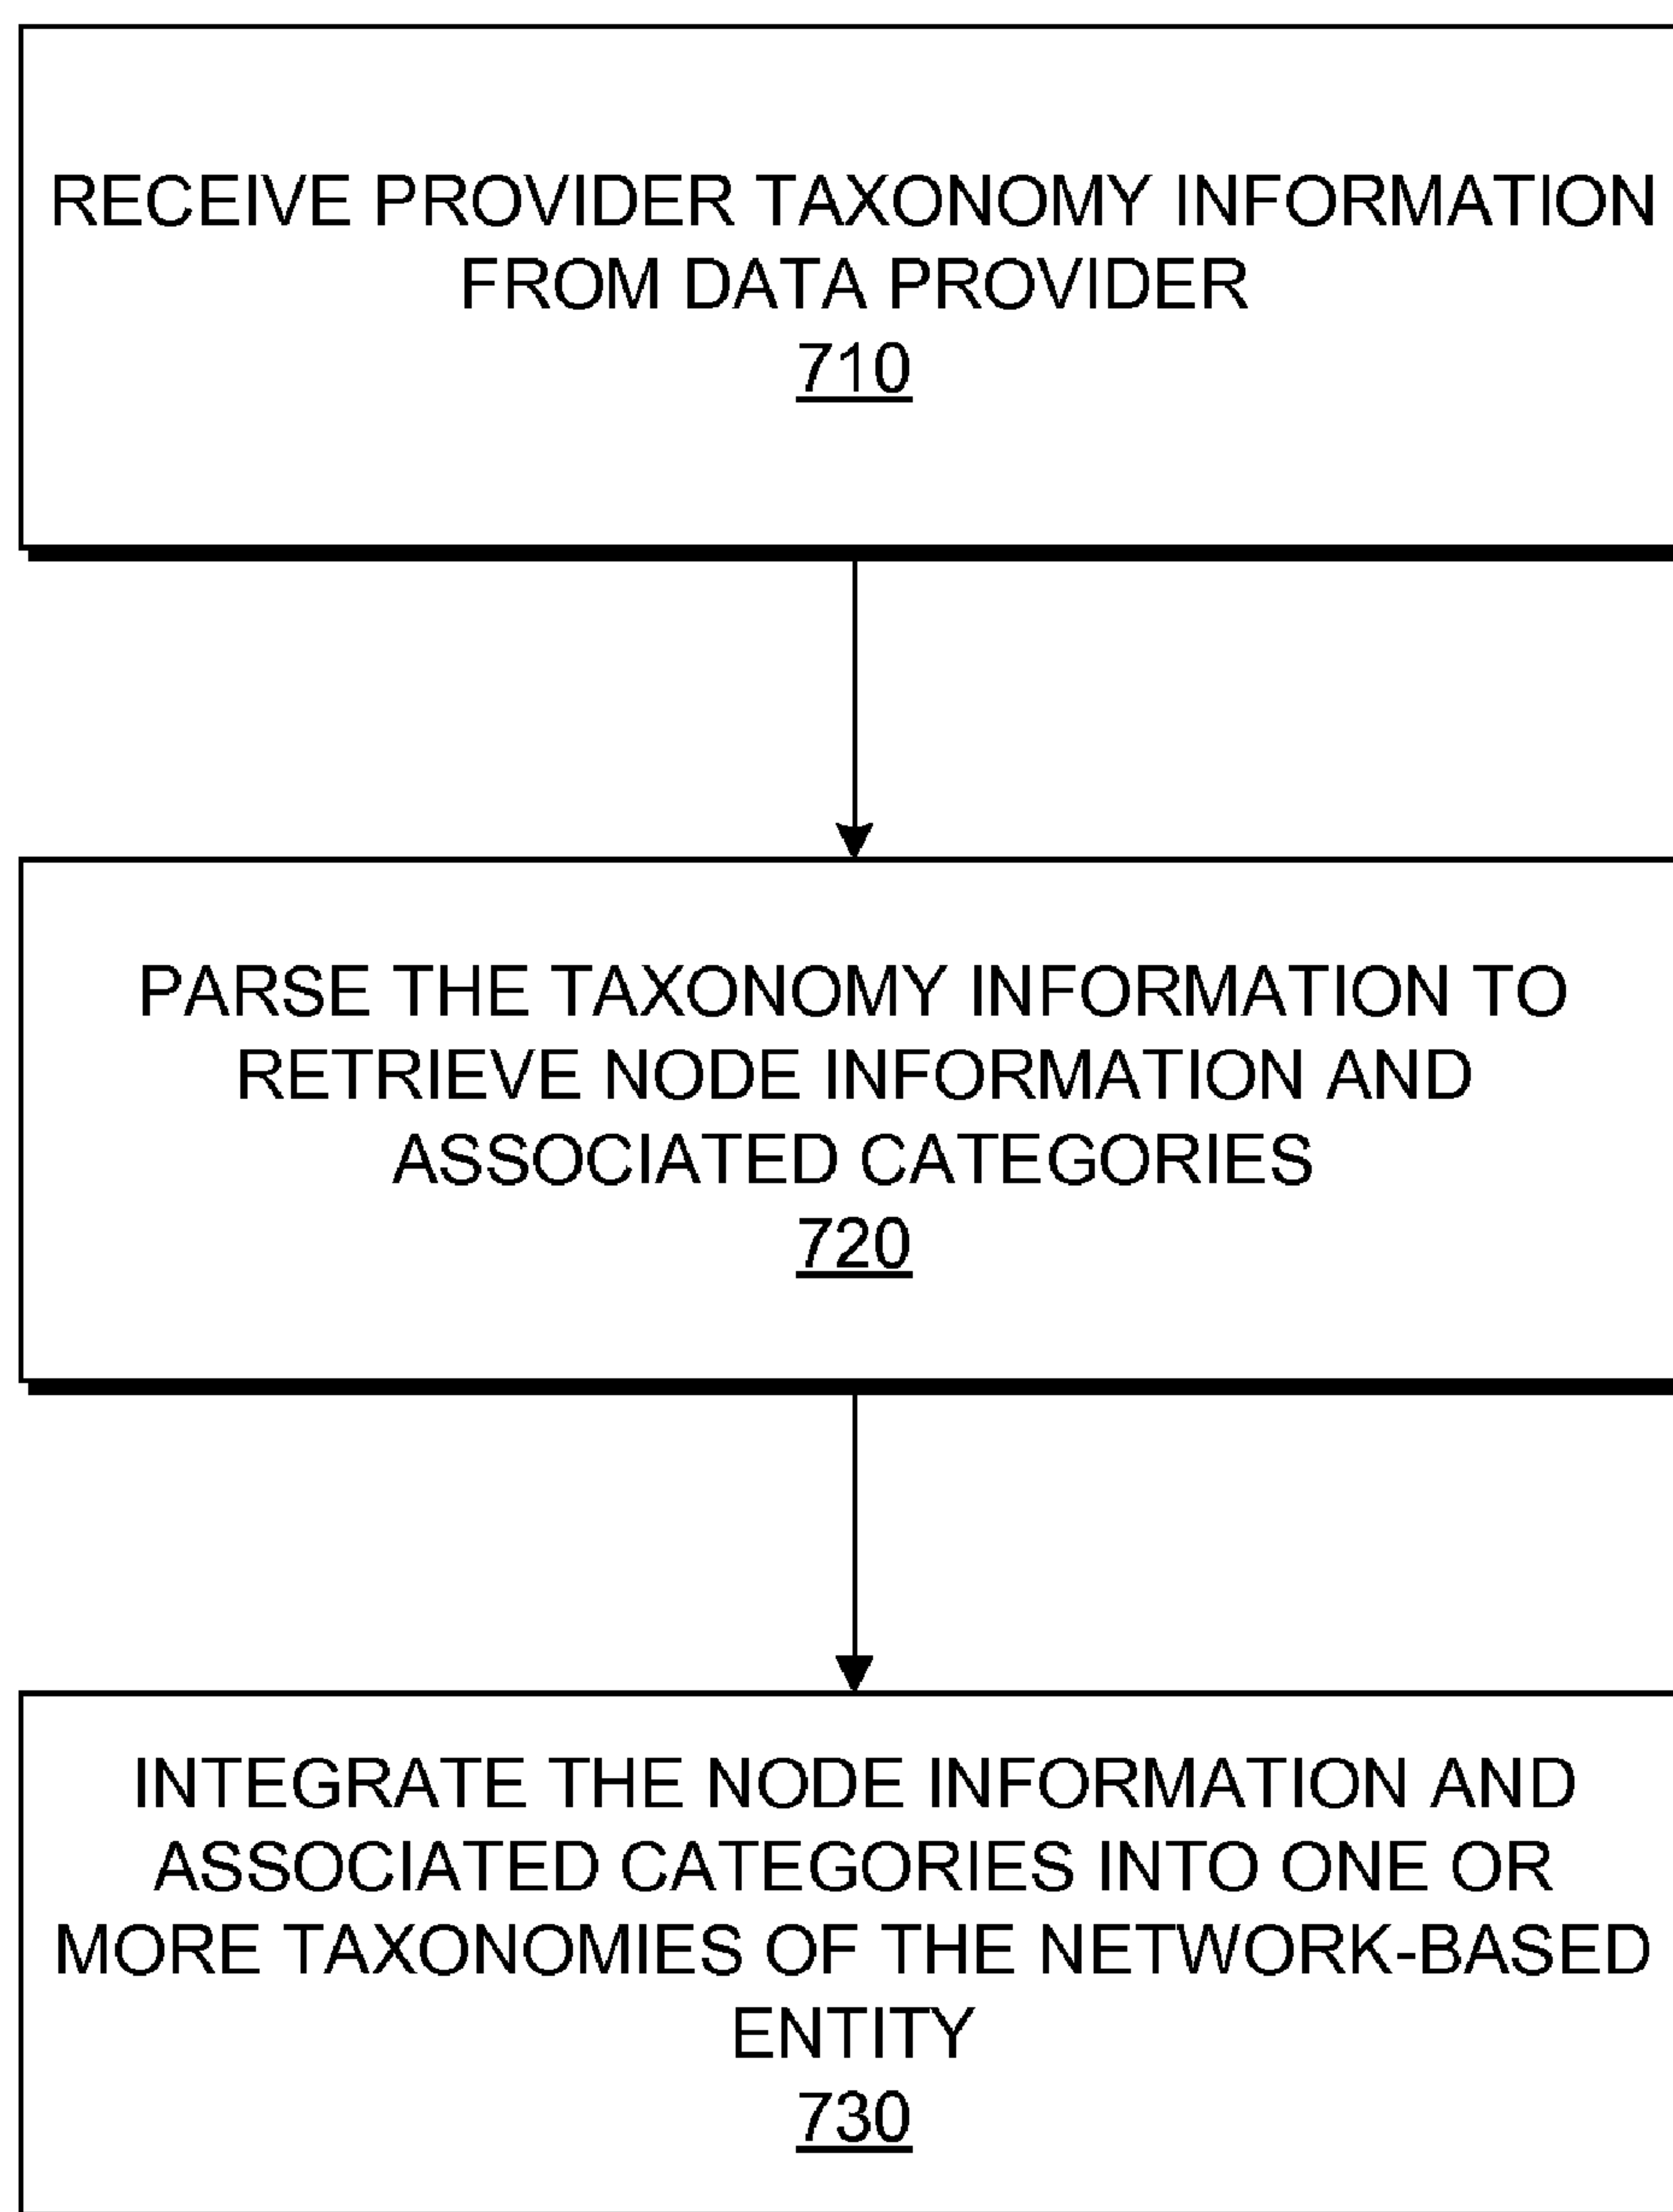 RECEIVE PROVIDER TAXONOMY INFORMATION
FROM DATA PROVIDER
710
PARSE THE TAXONOMY INFORMATION TO
RETRIEVE NODE INFORMATION AND
ASSOCIATED CATEGORIES
720
INTEGRATE THE NODE INFORMATION AND
ASSOCIATED CATEGORIES INTO ONE OR
MORE TAXONOMIES OF THE NETWORK-BASED
ENTITY
730